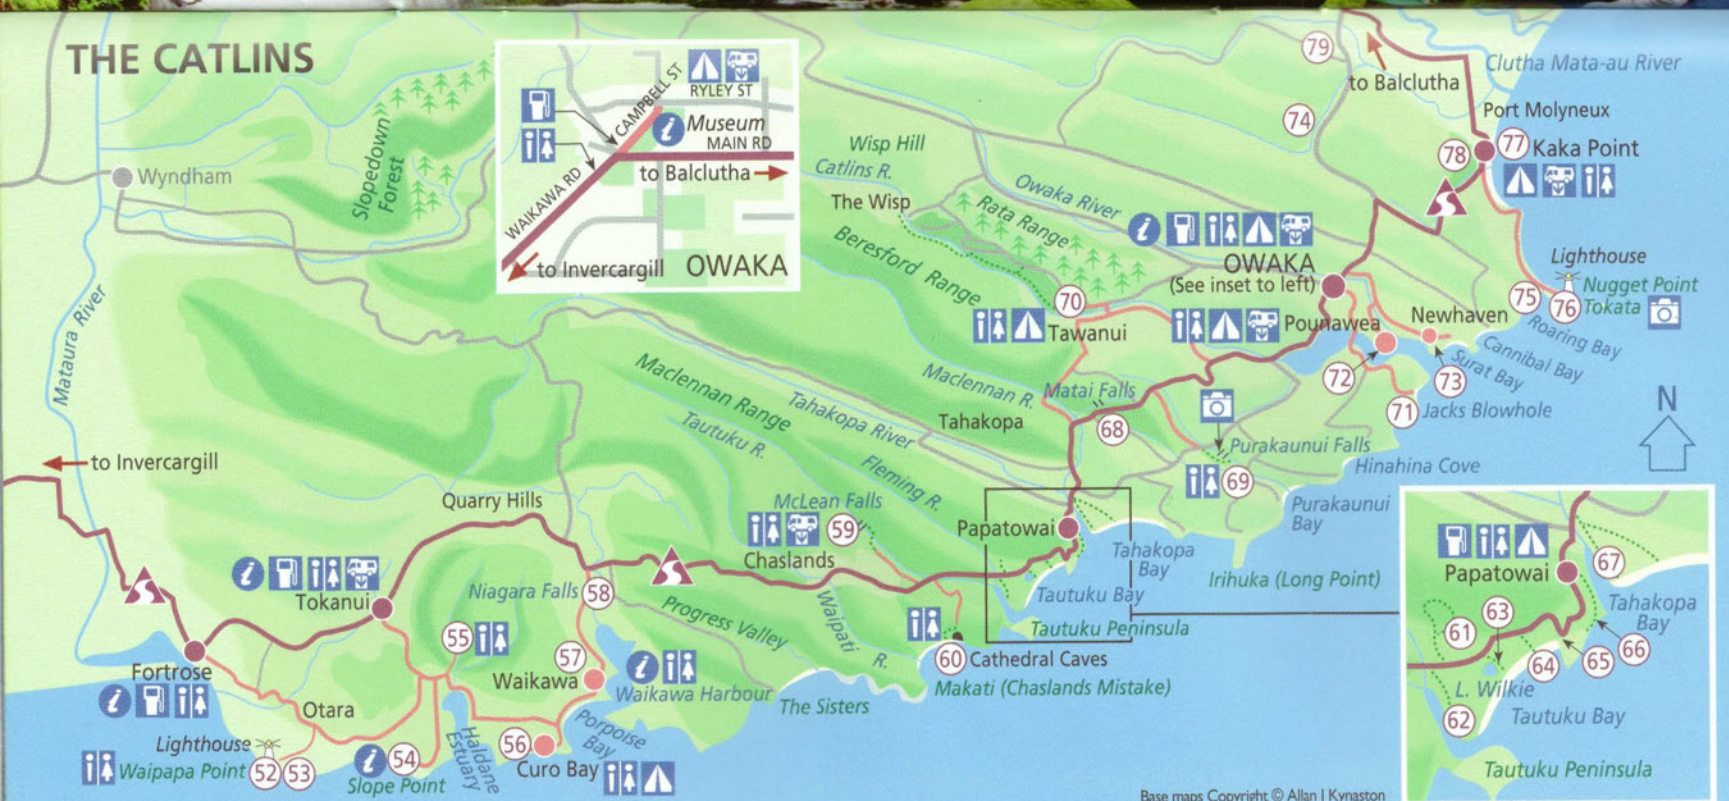 THE CATLINS
Wyndham
Slopedown
Forest
Mataura River
to Invercargill
CAMPBELL ST
RYLEY ST
i Museum
MAIN RD
to Balclutha
WAIKAWA RD
to Invercargill
OWAKA
79
to Balclutha
Clutha Mata-au River
74
Port Molyneux
78
77
Kaka Point
Wisp Hill
Catlins R.
The Wisp
Owaka River
Rata Range
Beresford Range
i
OWAKA
(See inset to left)
Lighthouse
Nugget Point
Tokata
75
76
Roaring Bay
70
Tawanui
Pounawea
Newhaven
Cannibal Bay
Surat Bay
72
73
71
Jacks Blowhole
Maclennan Range
Tahakopa River
Tautuku R.
Fleming R.
Maclennan R.
Matai Falls
Tahakopa
68
Purakaunui Falls
69
Hinahina Cove
Purakaunui
Bay
N
Quarry Hills
McLean Falls
59
Chaslands
Papatowai
Tahakopa
Bay
Irihuka (Long Point)
i
Tokanui
Niagara Falls
58
Progress Valley
Waipati
R.
Tautuku Bay
Tautuku Peninsula
60
Cathedral Caves
Makati (Chaslands Mistake)
Fortrose
i
55
57
Waikawa
i
Waikawa Harbour
The Sisters
Otara
Lighthouse
Waipapa Point
52
53
i
54
Slope Point
Haldane
Estuary
56
Curo Bay
Porpoise
Bay
Papatowai
67
Tahakopa
Bay
63
61
64
65
66
L. Wilkie
62
Tautuku Bay
Tautuku Peninsula
Base maps Copyright © Allan J Kynaston